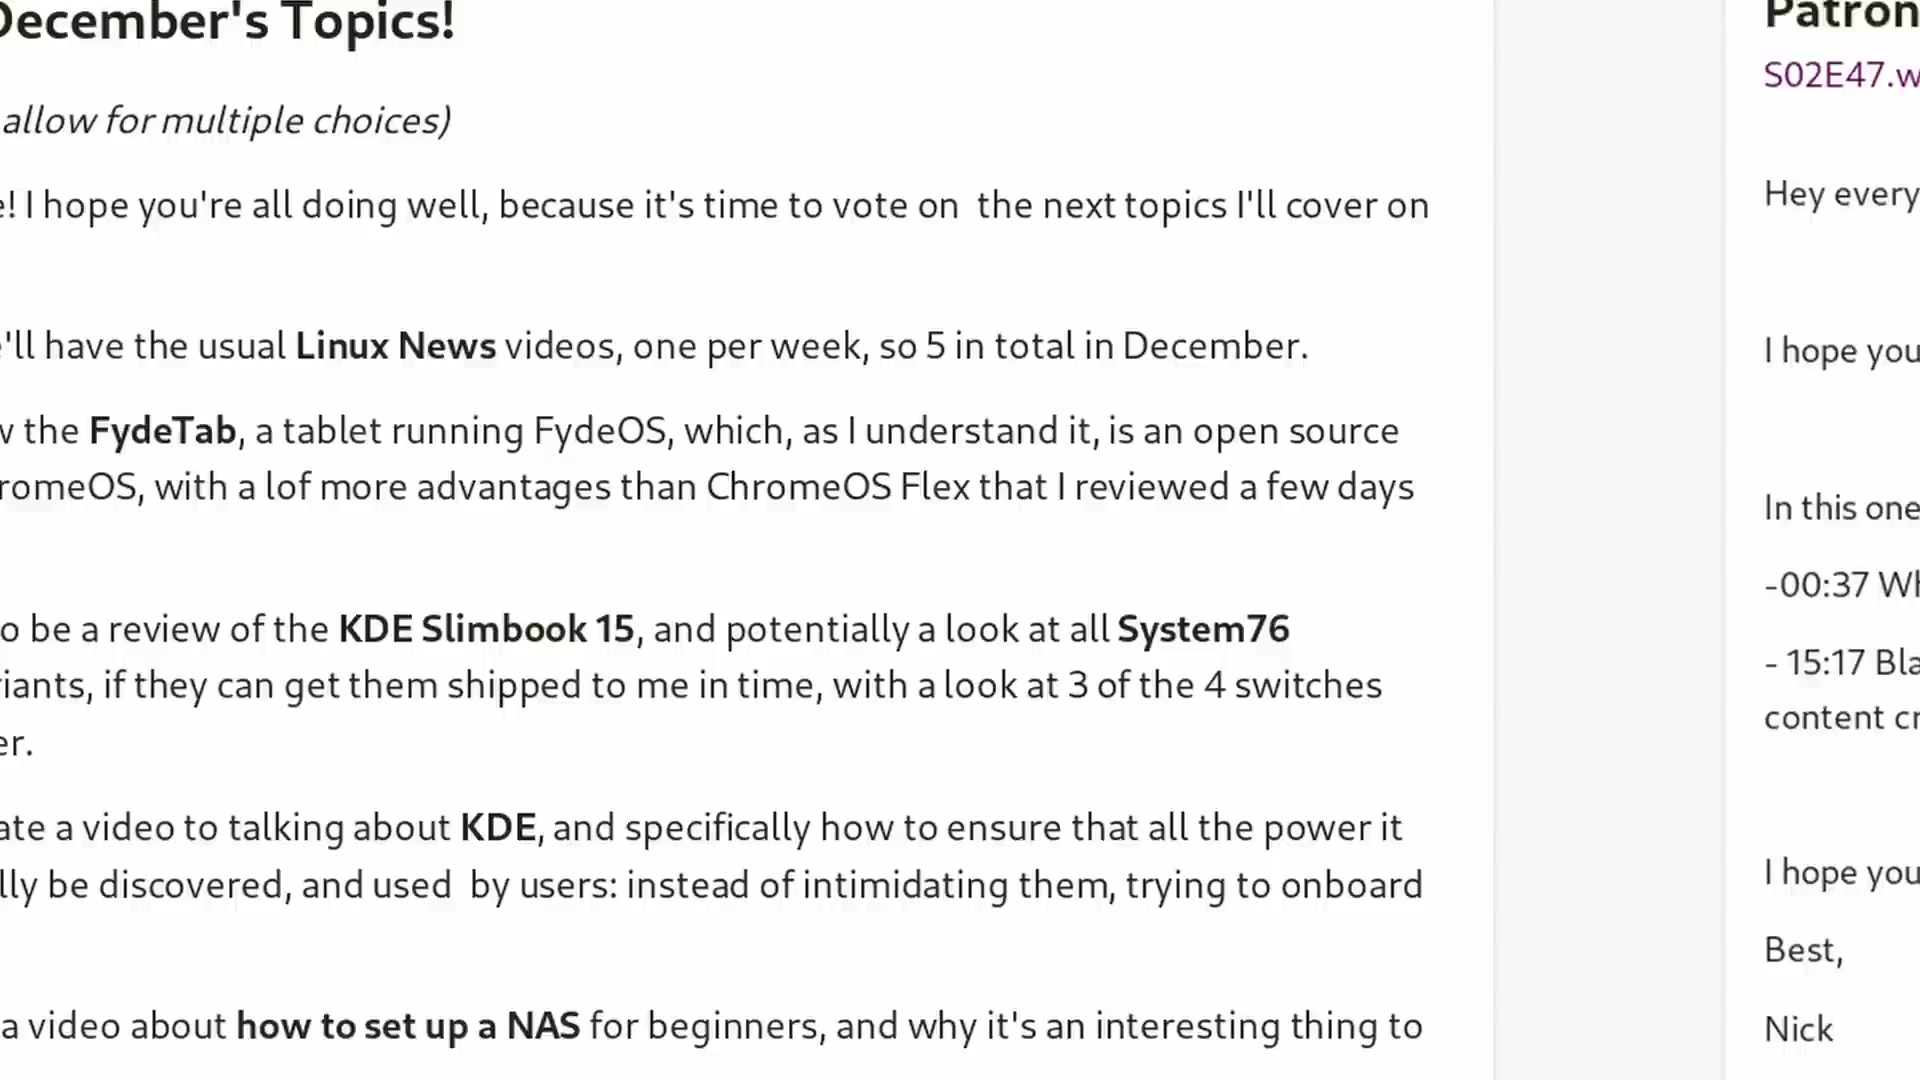 December's Topics!
allow for multiple choices)
e! I hope you're all doing well, because it's time to vote on the next topics I'll cover on
e'll have the usual Linux News videos, one per week, so 5 in total in December.
w the FydeTab, a tablet running FydeOS, which, as I understand it, is an open source
romeOS, with a lof more advantages than ChromeOS Flex that I reviewed a few days
o be a review of the KDE Slimbook 15, and potentially a look at all System76
riants, if they can get them shipped to me in time, with a look at 3 of the 4 switches
er.
ate a video to talking about KDE, and specifically how to ensure that all the power it
lly be discovered, and used by users: instead of intimidating them, trying to onboard
a video about how to set up a NAS for beginners, and why it's an interesting thing to
Patron
S02E47.w
Hey every
I hope you
In this one
-00:37 Wh
- 15:17 Bla
content cr
I hope you
Best,
Nick